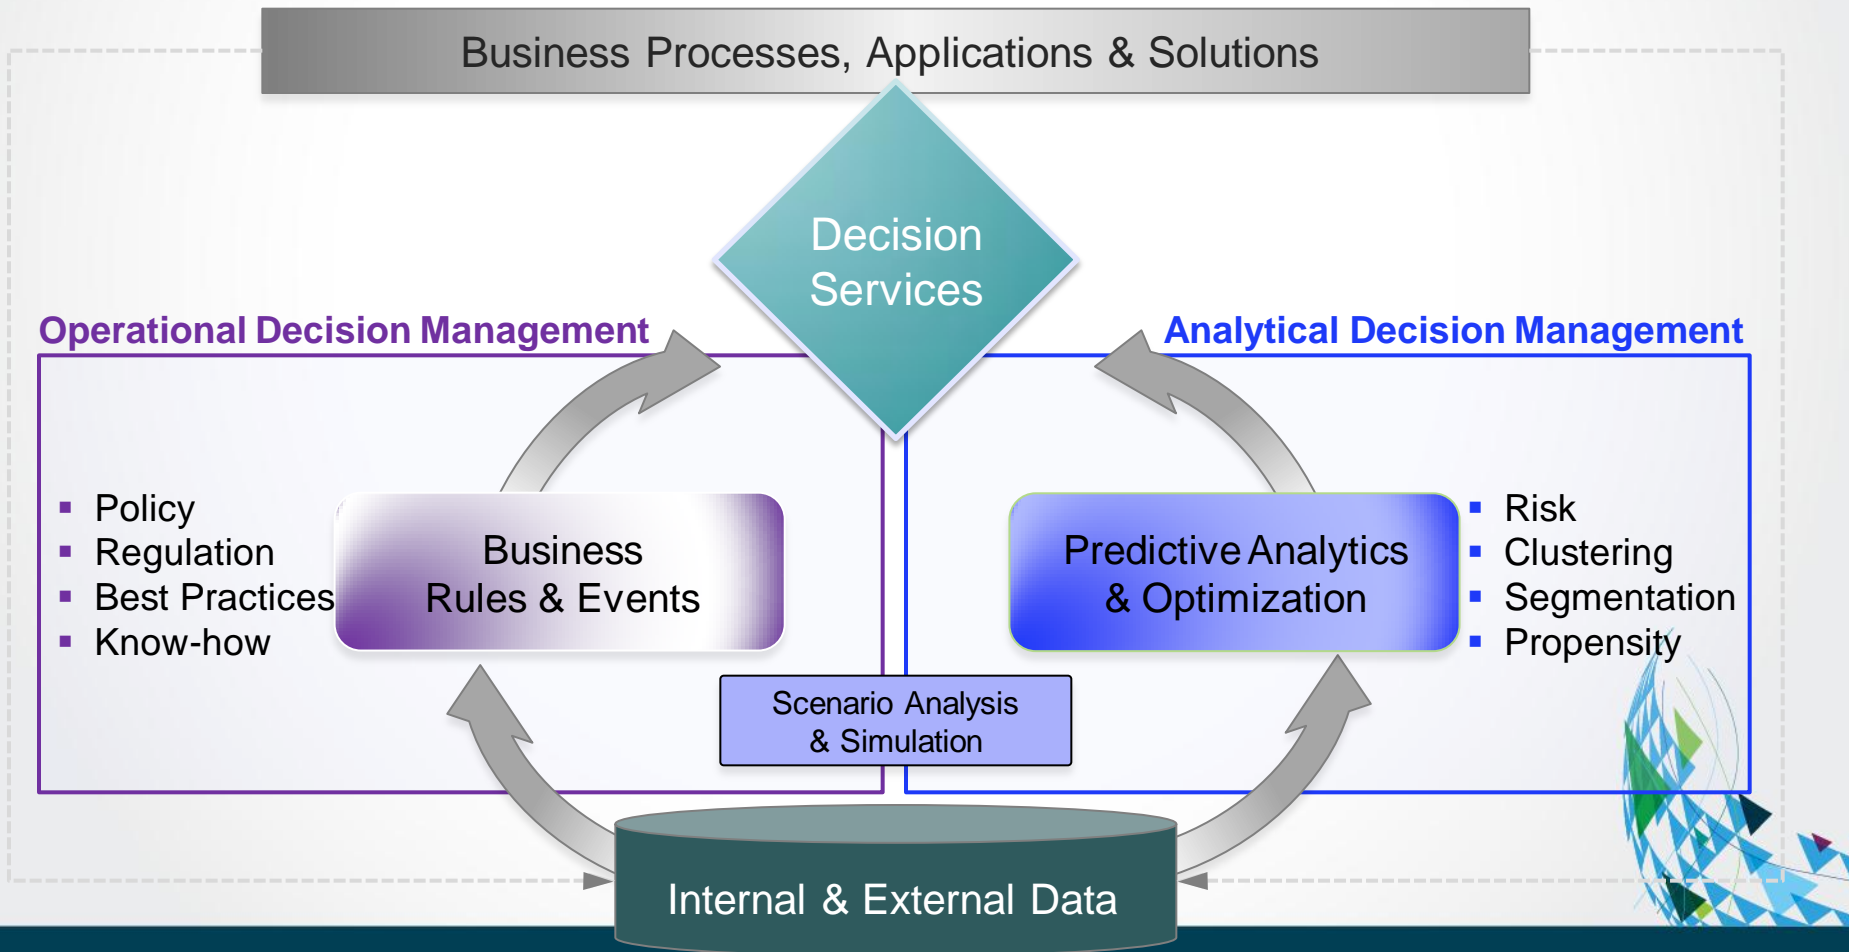 Business Processes, Applications & Solutions
Decision
Services
Operational Decision Management
Analytical Decision Management
▪ Policy
▪ Regulation
▪ Best Practices
▪ Know-how
Business
Rules & Events
Predictive Analytics
& Optimization
▪ Risk
▪ Clustering
▪ Segmentation
▪ Propensity
Scenario Analysis
& Simulation
Internal & External Data